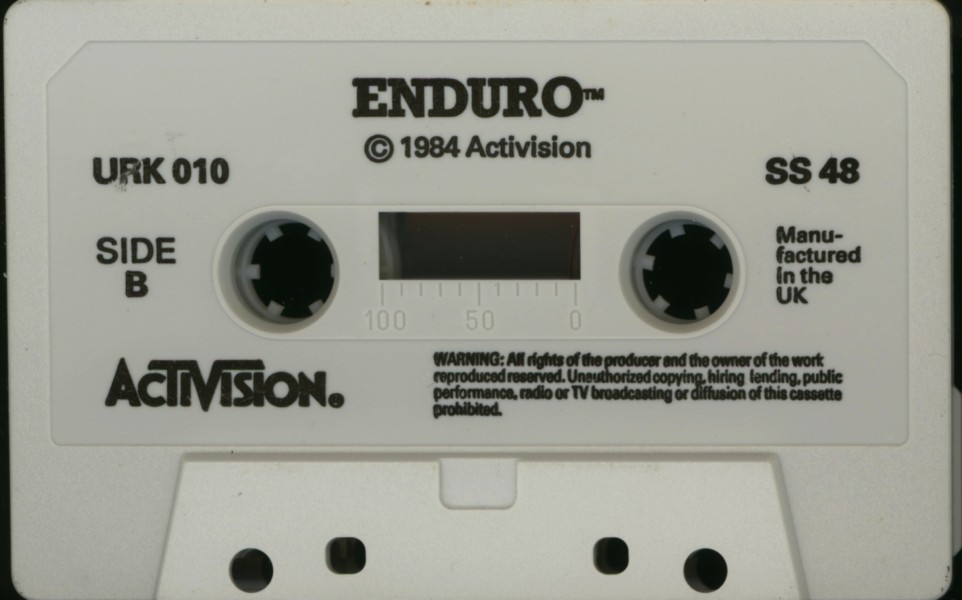 ENDURO™
© 1984 Activision
URK 010
SS 48
SIDE
B
Manu-
factured
in the
UK
100 50 0
ACTIVISION®
WARNING: All rights of the producer and the owner of the work
reproduced reserved. Unauthorized copying, hiring lending, public
performance, radio or TV broadcasting or diffusion of this cassette
prohibited.